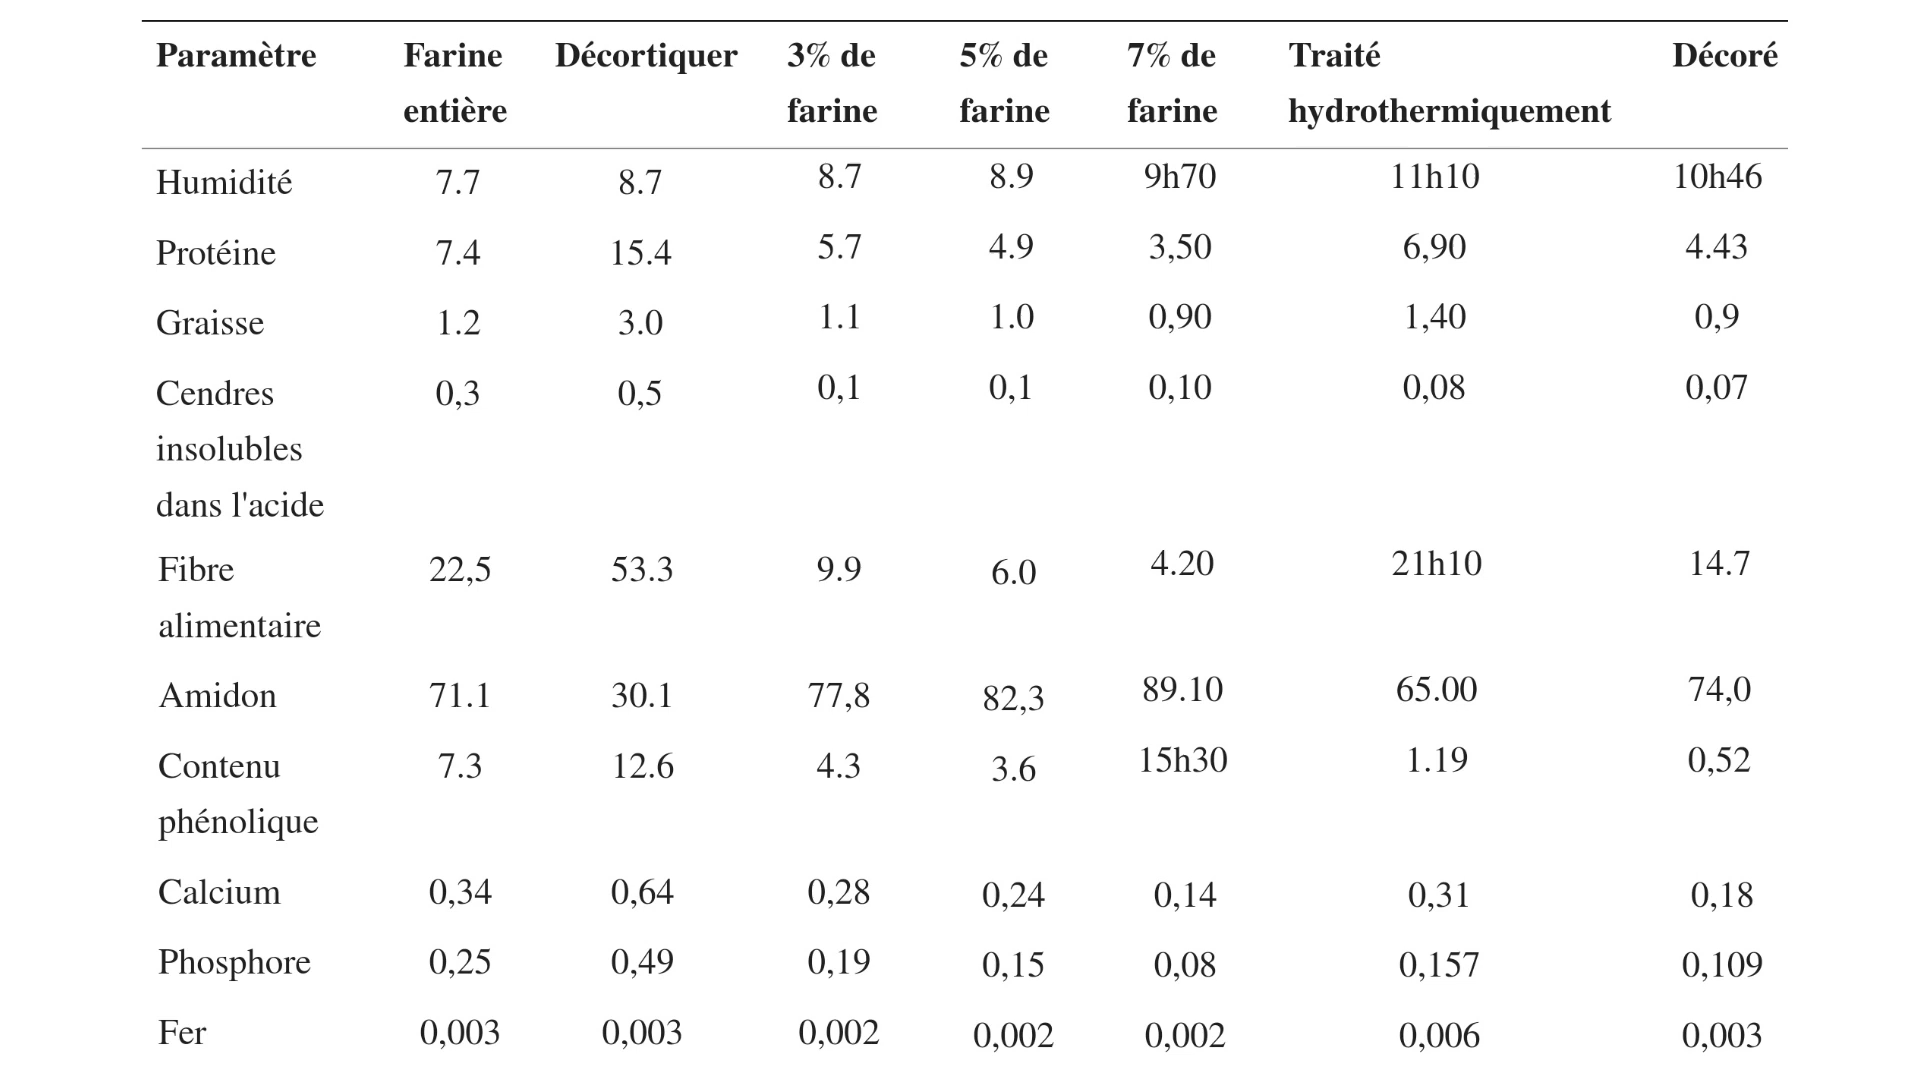 Paramètre Farine Décortiquer 3% de 5% de 7% de Traité Décoré
entière farine farine farine hydrothermiquement
Humidité 7.7 8.7 8.7 8.9 9h70 11h10 10h46
Protéine 7.4 15.4 5.7 4.9 3,50 6,90 4.43
Graisse 1.2 3.0 1.1 1.0 0,90 1,40 0,9
Cendres 0,3 0,5 0,1 0,1 0,10 0,08 0,07
insolubles
dans l'acide
Fibre 22,5 53.3 9.9 6.0 4.20 21h10 14.7
alimentaire
Amidon 71.1 30.1 77,8 82,3 89.10 65.00 74,0
Contenu 7.3 12.6 4.3 3.6 15h30 1.19 0,52
phénolique
Calcium 0,34 0,64 0,28 0,24 0,14 0,31 0,18
Phosphore 0,25 0,49 0,19 0,15 0,08 0,157 0,109
Fer 0,003 0,003 0,002 0,002 0,002 0,006 0,003